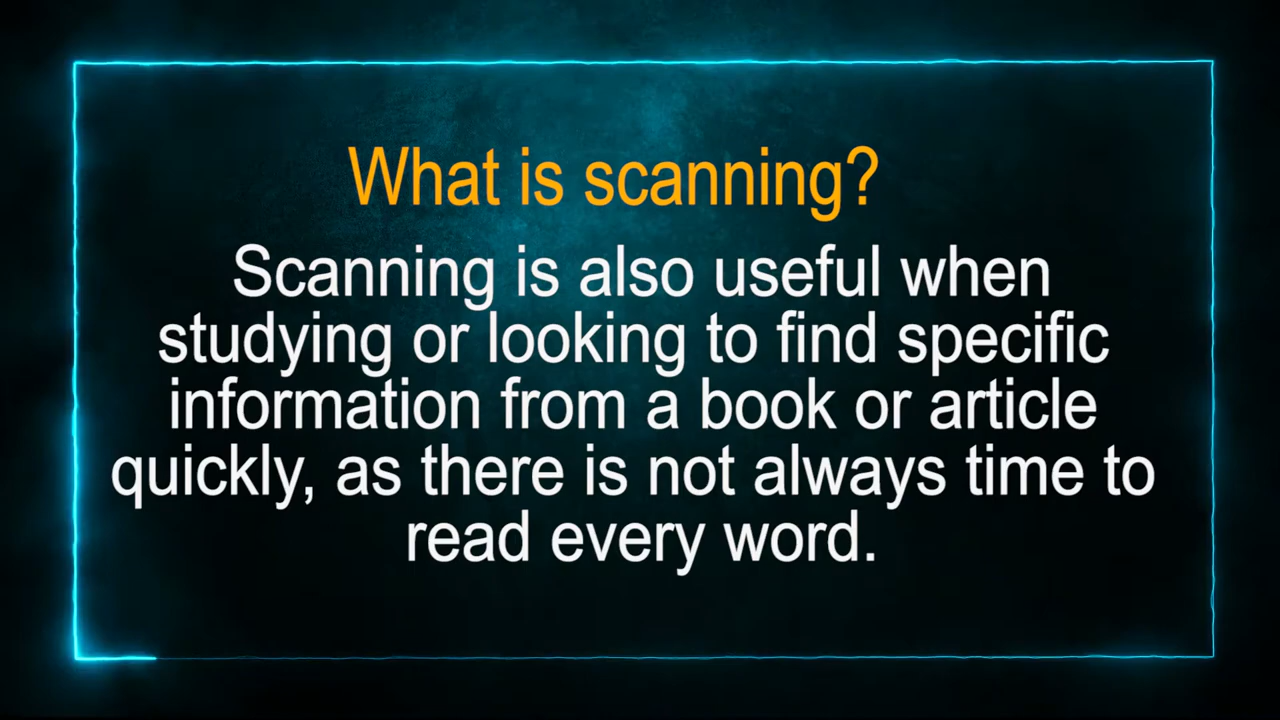 What is scanning?
Scanning is also useful when
studying or looking to find specific
information from a book or article
quickly, as there is not always time to
read every word.